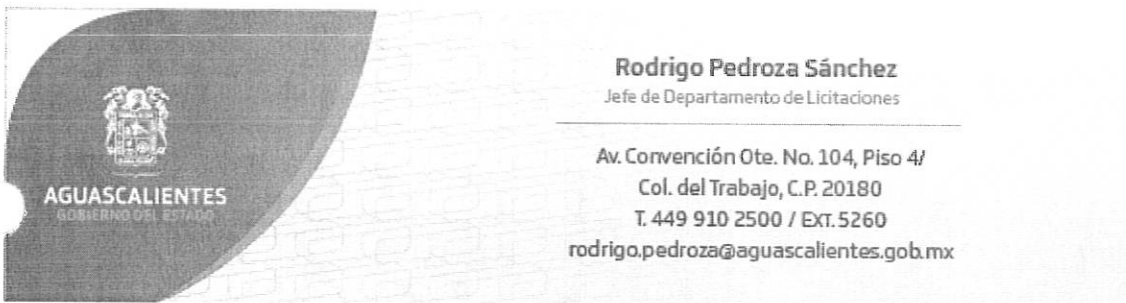 AGUASCALIENTES
GOBIERNO DEL ESTADO
Rodrigo Pedroza Sánchez
Jefe de Departamento de Licitaciones
Av. Convención Ote. No. 104, Piso 4/
Col. del Trabajo, C.P. 20180
T. 449 910 2500 / EXT. 5260
rodrigo.pedroza@aguascalientes.gob.mx